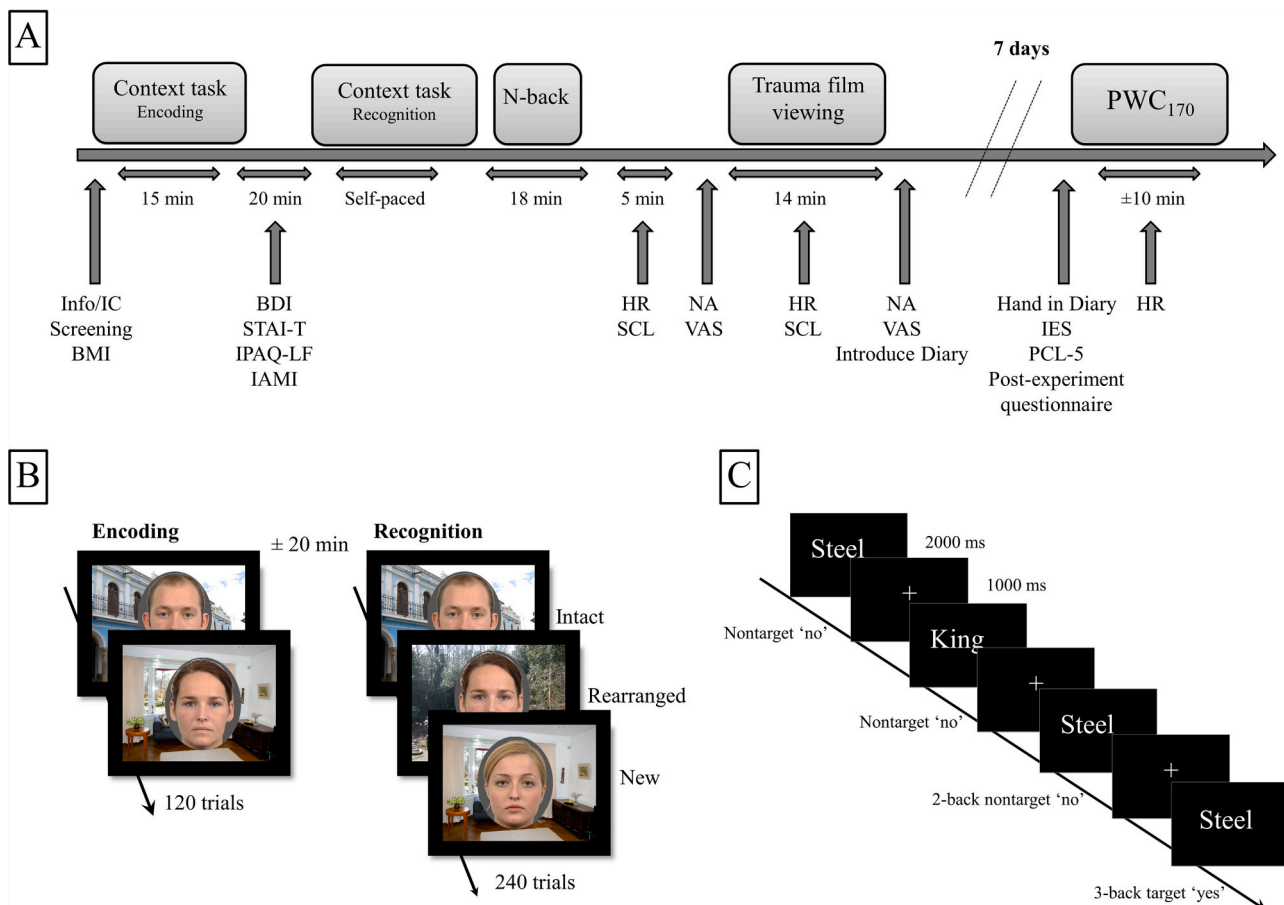 A
7 days
Context task
Encoding
Context task
Recognition
N-back
Trauma film
viewing
PWC170
15 min
20 min
Self-paced
18 min
5 min
14 min
±10 min
Info/IC
Screening
BMI
BDI
STAI-T
IPAQ-LF
IAMI
HR
SCL
NA
VAS
HR
SCL
NA
VAS
Introduce Diary
Hand in Diary
IES
PCL-5
Post-experiment
questionnaire
HR
B
Encoding
± 20 min
Recognition
Intact
Rearranged
New
120 trials
240 trials
C
Steel
2000 ms
+
1000 ms
Nontarget ‘no’
King
+
Nontarget ‘no’
Steel
+
2-back nontarget ‘no’
Steel
3-back target ‘yes’